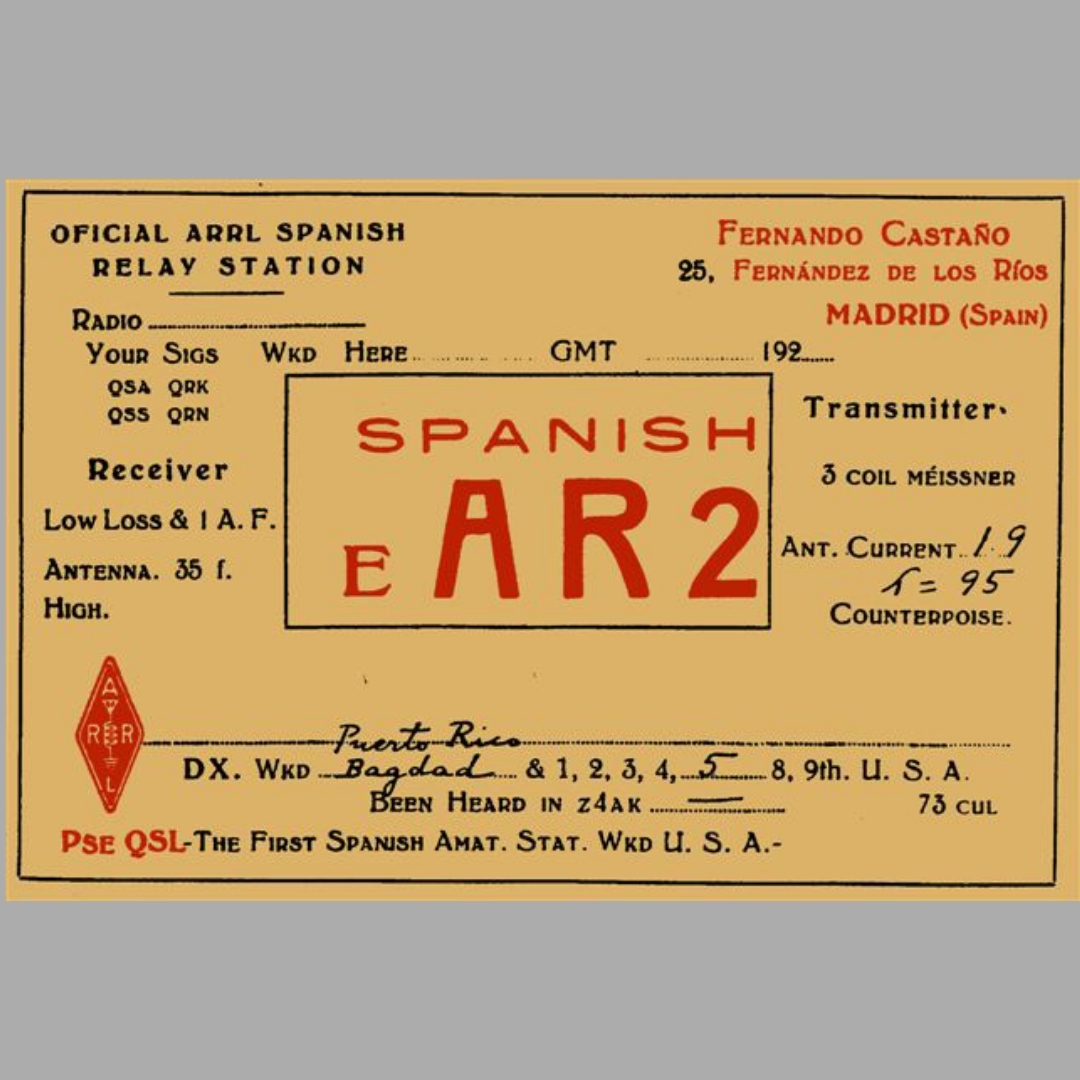 OFICIAL ARRL SPANISH
RELAY STATION
FERNANDO CASTAÑO
25, FERNÁNDEZ DE LOS RÍOS
MADRID (SPAIN)
RADIO
YOUR SIGS WKD HERE GMT 192
QSA QRK
QSS QRN
Receiver
LOW LOSS & 1 A. F.
ANTENNA. 35 f.
HIGH.
SPANISH
E AR2
Transmitter.
3 COIL MÉISSNER
ANT. CURRENT 1.9
= 95
COUNTERPOISE.
A
R R
L
Puerto Rico
DX. WKD Bagdad & 1, 2, 3, 4, 5 8, 9th. U. S. A.
BEEN HEARD IN Z4AK 73 CUL
PSE QSL-THE FIRST SPANISH AMAT. STAT. WKD U. S. A.-